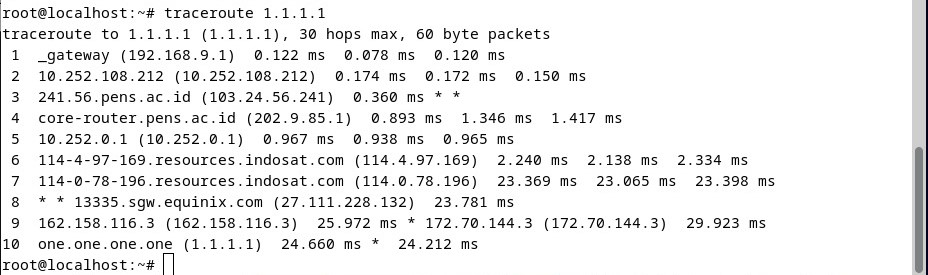 root@localhost:~# traceroute 1.1.1.1
traceroute to 1.1.1.1 (1.1.1.1), 30 hops max, 60 byte packets
 1  _gateway (192.168.9.1)  0.122 ms  0.078 ms  0.120 ms
 2  10.252.108.212 (10.252.108.212)  0.174 ms  0.172 ms  0.150 ms
 3  241.56.pens.ac.id (103.24.56.241)  0.360 ms * *
 4  core-router.pens.ac.id (202.9.85.1)  0.893 ms  1.346 ms  1.417 ms
 5  10.252.0.1 (10.252.0.1)  0.967 ms  0.938 ms  0.965 ms
 6  114-4-97-169.resources.indosat.com (114.4.97.169)  2.240 ms  2.138 ms  2.334 ms
 7  114-0-78-196.resources.indosat.com (114.0.78.196)  23.369 ms  23.065 ms  23.398 ms
 8  * * 13335.sgw.equinix.com (27.111.228.132)  23.781 ms
 9  162.158.116.3 (162.158.116.3)  25.972 ms * 172.70.144.3 (172.70.144.3)  29.923 ms
10  one.one.one.one (1.1.1.1)  24.660 ms *  24.212 ms
root@localhost:~#